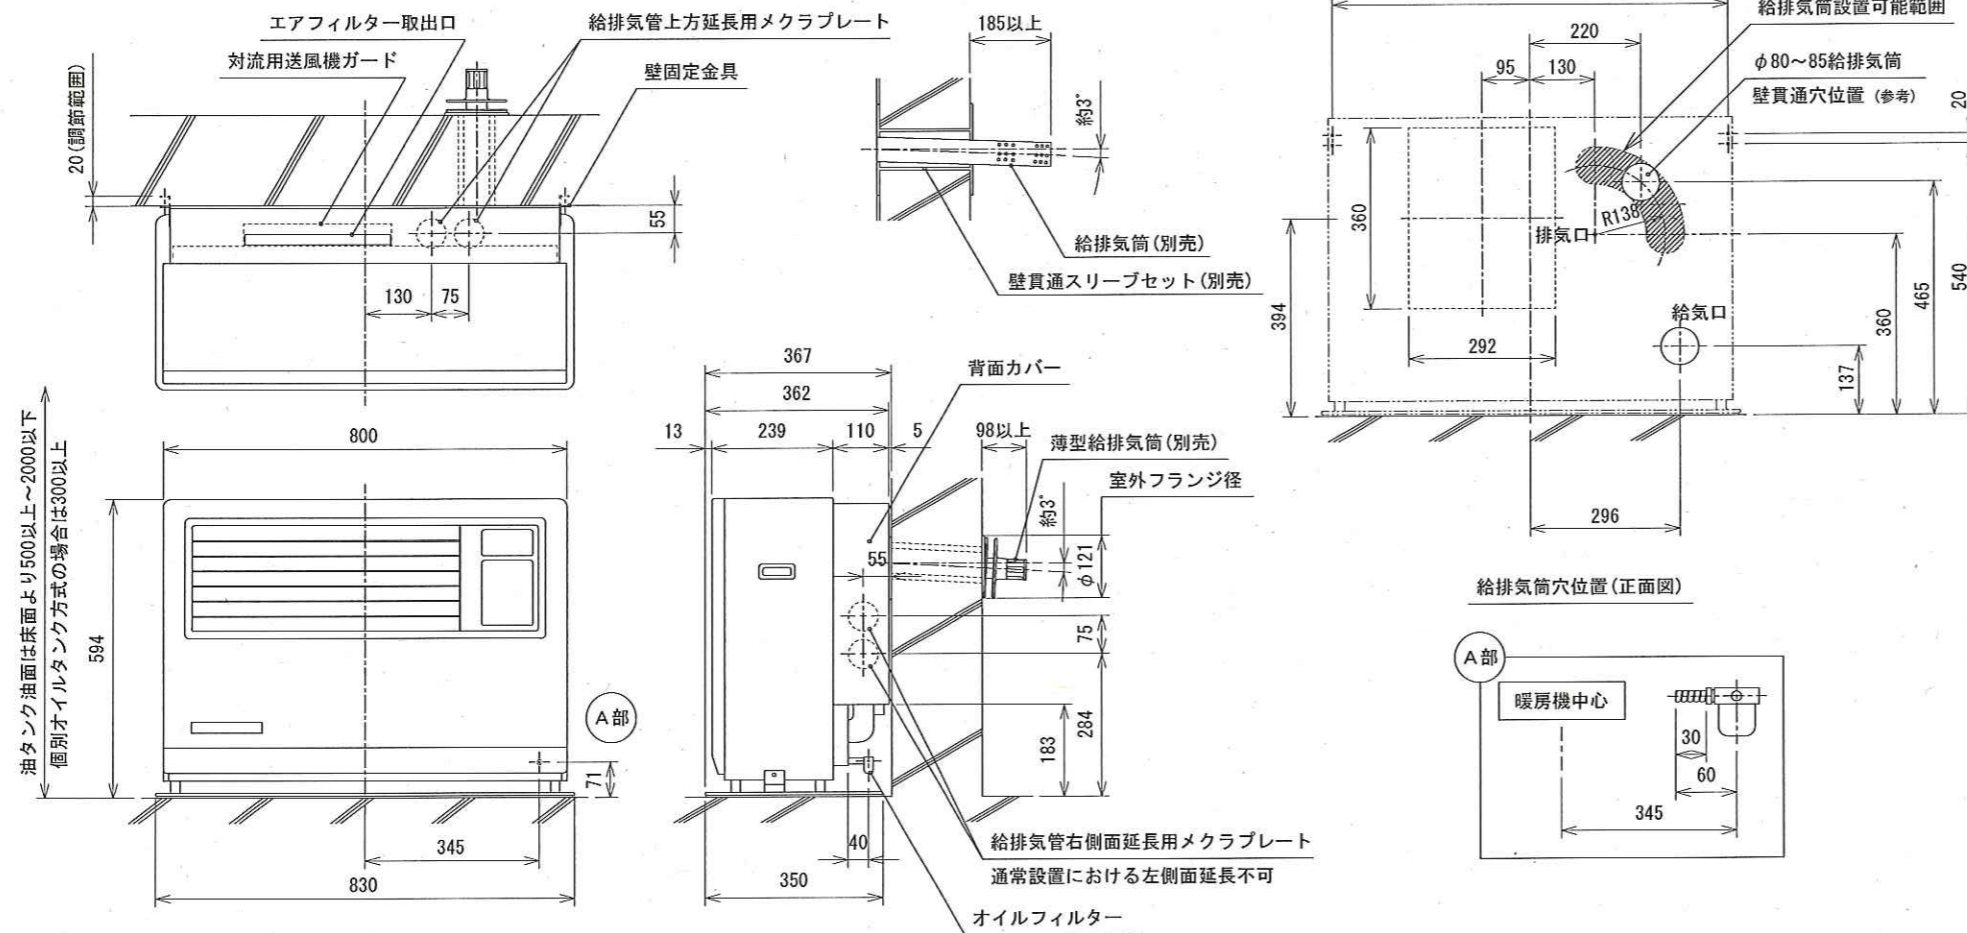 エアフィルター取出口
給排気管上方延長用メクラプレート
対流用送風機ガード
壁固定金具
20(調節範囲)
55
130
75
185以上
約3°
給排気筒(別売)
壁貫通スリーブセット(別売)
給排気筒設置可能範囲
220
95
130
φ80～85給排気筒
壁貫通穴位置(参考)
20
360
R138
排気口
給気口
394
292
137
360
465
540
296
給排気筒穴位置(正面図)
油タンク油面は床面より500以上～2000以下
個別オイルタンク方式の場合は300以上
800
594
A部
71
345
830
367
362
背面カバー
13
239
110
5
98以上
薄型給排気筒(別売)
室外フランジ径
約3°
φ121
55
75
284
183
40
350
給排気管右側面延長用メクラプレート
通常設置における左側面延長不可
オイルフィルター
A部
暖房機中心
30
60
345